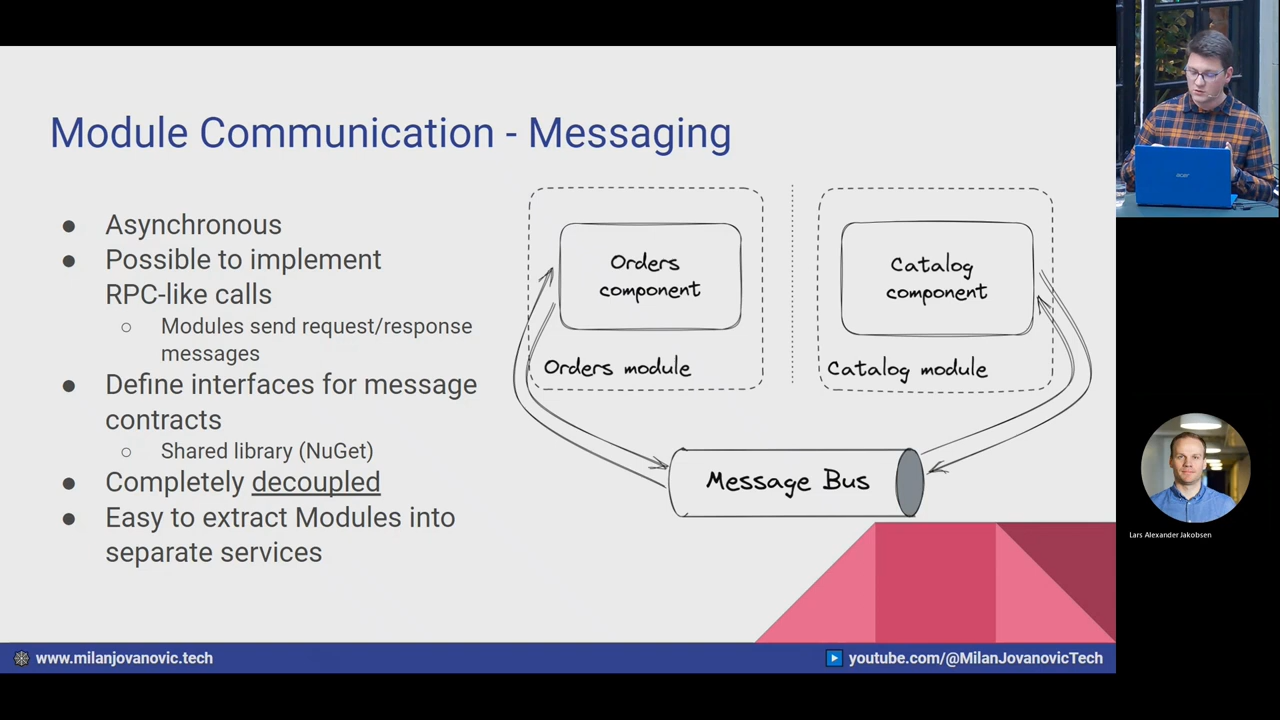 Module Communication - Messaging
● Asynchronous
● Possible to implement
RPC-like calls
○ Modules send request/response
messages
● Define interfaces for message
contracts
○ Shared library (NuGet)
● Completely decoupled
● Easy to extract Modules into
separate services
Orders
component
Orders module
Catalog
component
Catalog module
Message Bus
www.milanjovanovic.tech
youtube.com/@MilanJovanovicTech
acer
Lars Alexander Jakobsen